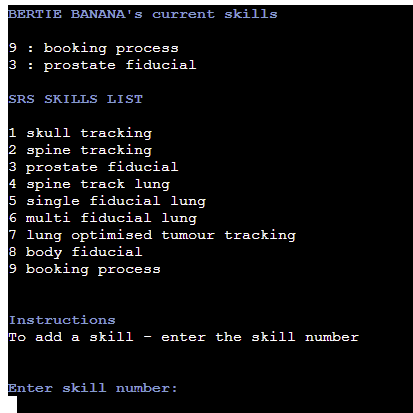 BERTIE BANANA's current skills
9 : booking process
3 : prostate fiducial
SRS SKILLS LIST
1 skull tracking
2 spine tracking
3 prostate fiducial
4 spine track lung
5 single fiducial lung
6 multi fiducial lung
7 lung optimised tumour tracking
8 body fiducial
9 booking process
Instructions
To add a skill - enter the skill number
Enter skill number: